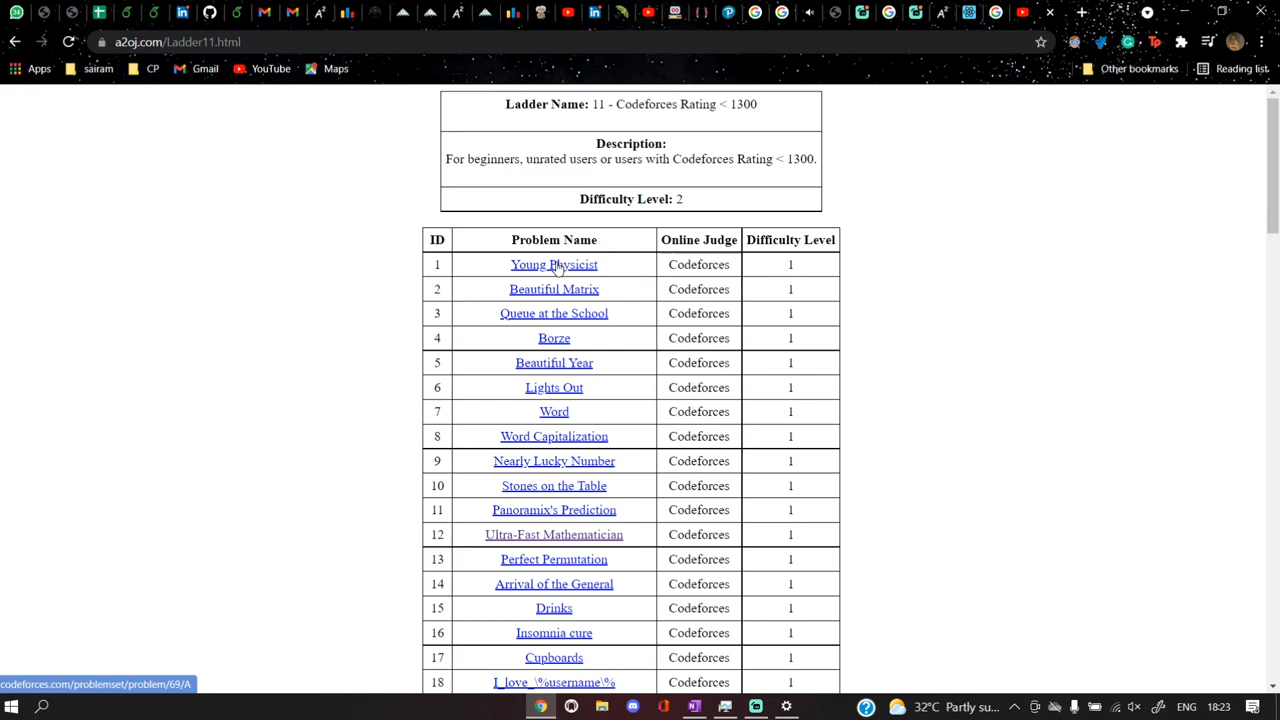 34
a2oj.com/Ladder11.html
Apps sairam CP Gmail YouTube Maps Other bookmarks Reading list
Ladder Name: 11 - Codeforces Rating < 1300
Description:
For beginners, unrated users or users with Codeforces Rating < 1300.
Difficulty Level: 2
ID Problem Name Online Judge Difficulty Level
1 Young Physicist Codeforces 1
2 Beautiful Matrix Codeforces 1
3 Queue at the School Codeforces 1
4 Borze Codeforces 1
5 Beautiful Year Codeforces 1
6 Lights Out Codeforces 1
7 Word Codeforces 1
8 Word Capitalization Codeforces 1
9 Nearly Lucky Number Codeforces 1
10 Stones on the Table Codeforces 1
11 Panoramix's Prediction Codeforces 1
12 Ultra-Fast Mathematician Codeforces 1
13 Perfect Permutation Codeforces 1
14 Arrival of the General Codeforces 1
15 Drinks Codeforces 1
16 Insomnia cure Codeforces 1
17 Cupboards Codeforces 1
18 I_love_\%username\% Codeforces 1
codeforces.com/problemset/problem/69/A
32°C Partly su... ENG 18:23